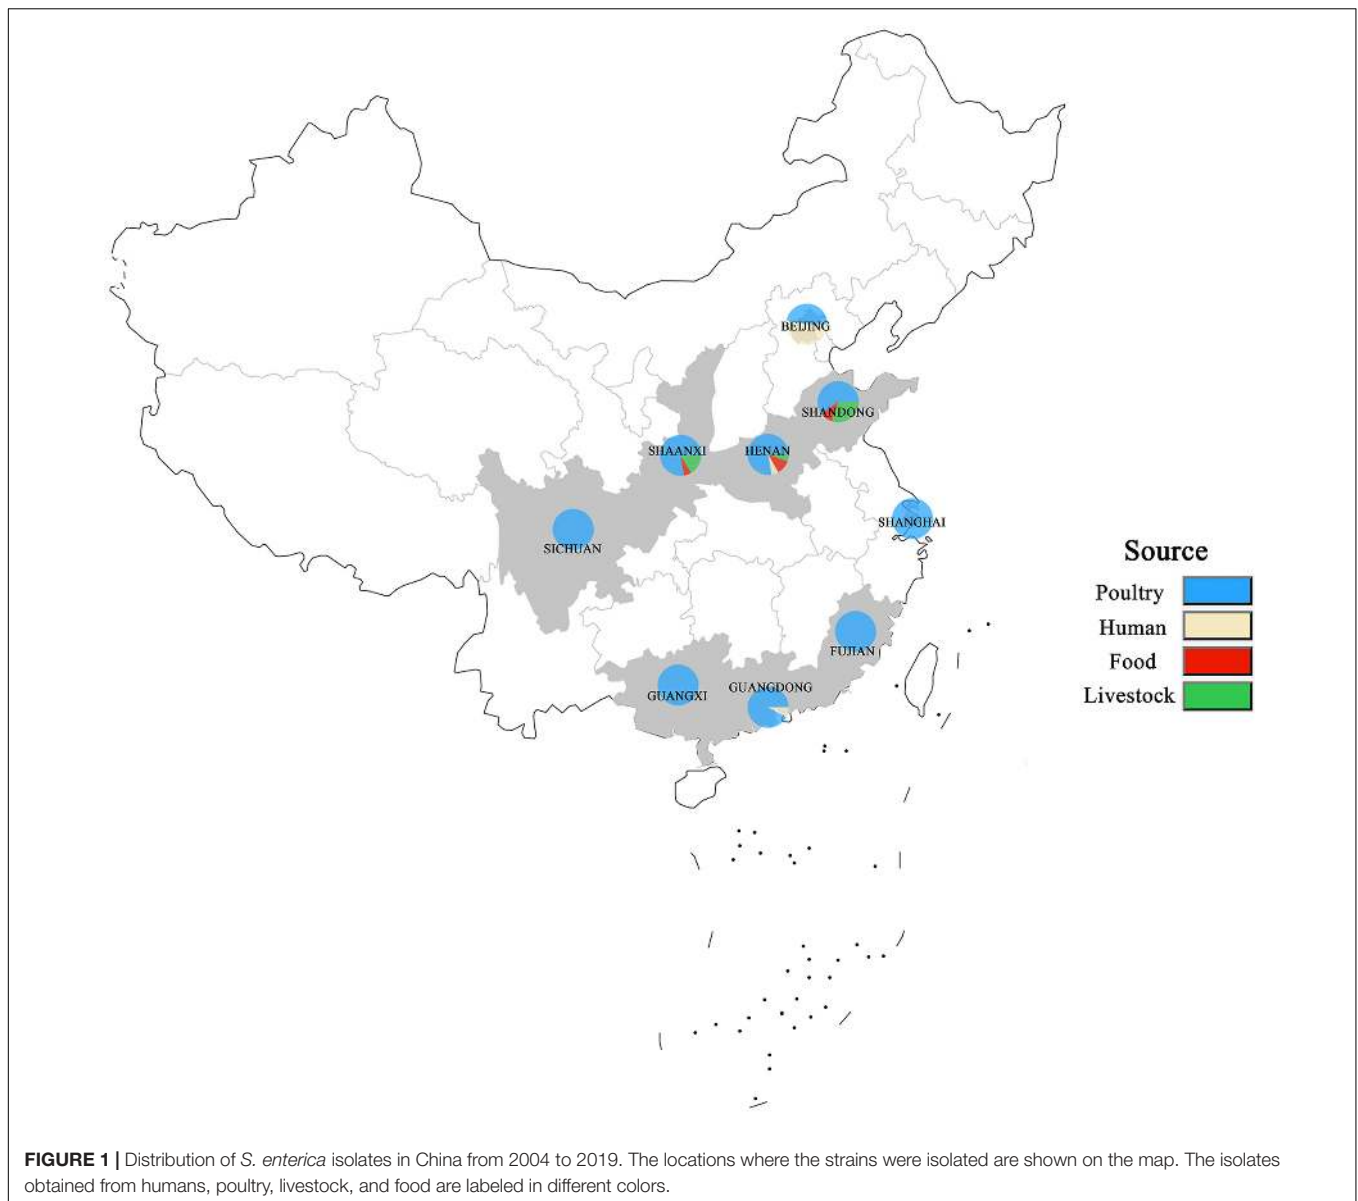 BEIJING
SHANDONG
SHAANXI
HENAN
SHANGHAI
SICHUAN
FUJIAN
GUANGXI
GUANGDONG
Source
Poultry
Human
Food
Livestock
FIGURE 1 | Distribution of S. enterica isolates in China from 2004 to 2019. The locations where the strains were isolated are shown on the map. The isolates
obtained from humans, poultry, livestock, and food are labeled in different colors.